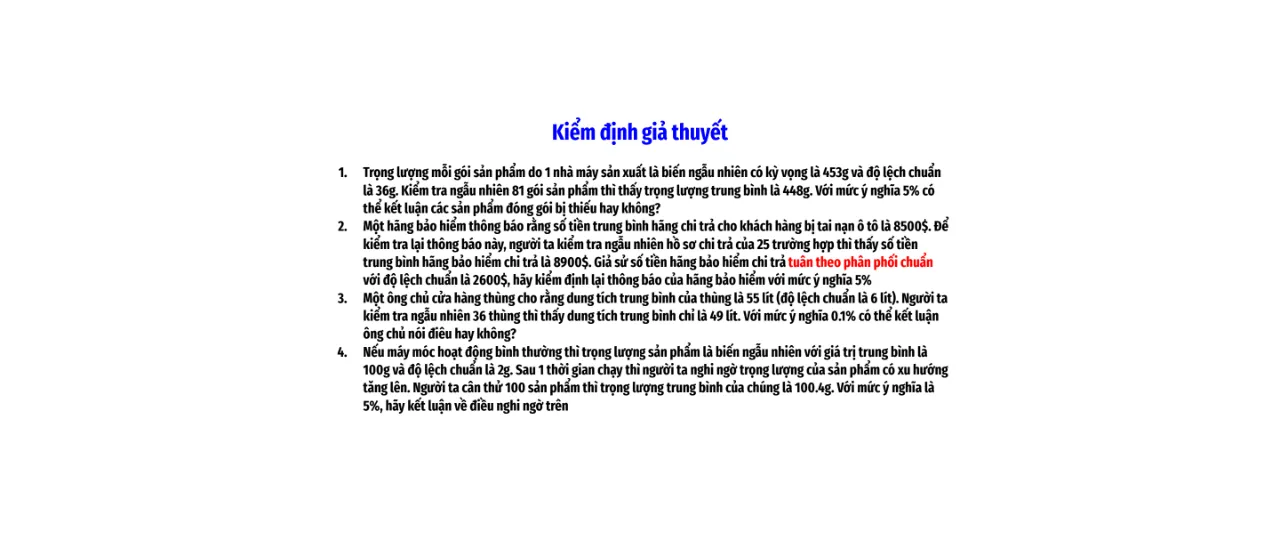 Kiểm định giả thuyết
1. Trọng lượng mỗi gói sản phẩm do 1 nhà máy sản xuất là biến ngẫu nhiên có kỳ vọng là 453g và độ lệch chuẩn
là 36g. Kiểm tra ngẫu nhiên 81 gói sản phẩm thì thấy trọng lượng trung bình là 448g. Với mức ý nghĩa 5% có
thể kết luận các sản phẩm đóng gói bị thiếu hay không?
2. Một hãng bảo hiểm thông báo rằng số tiền trung bình hãng chi trả cho khách hàng bị tai nạn ô tô là 8500$. Để
kiểm tra lại thông báo này, người ta kiểm tra ngẫu nhiên hồ sơ chi trả của 25 trường hợp thì thấy số tiền
trung bình hãng bảo hiểm chi trả là 8900$. Giả sử số tiền hãng bảo hiểm chi trả tuân theo phân phối chuẩn
với độ lệch chuẩn là 2600$, hãy kiểm định lại thông báo của hãng bảo hiểm với mức ý nghĩa 5%
3. Một ông chủ cửa hàng thùng cho rằng dung tích trung bình của thùng là 55 lít (độ lệch chuẩn là 6 lít). Người ta
kiểm tra ngẫu nhiên 36 thùng thì thấy dung tích trung bình chỉ là 49 lít. Với mức ý nghĩa 0.1% có thể kết luận
ông chủ nói điêu hay không?
4. Nếu máy móc hoạt động bình thường thì trọng lượng sản phẩm là biến ngẫu nhiên với giá trị trung bình là
100g và độ lệch chuẩn là 2g. Sau 1 thời gian chạy thì người ta nghi ngờ trọng lượng của sản phẩm có xu hướng
tăng lên. Người ta cân thử 100 sản phẩm thì trọng lượng trung bình của chúng là 100.4g. Với mức ý nghĩa là
5%, hãy kết luận về điều nghi ngờ trên